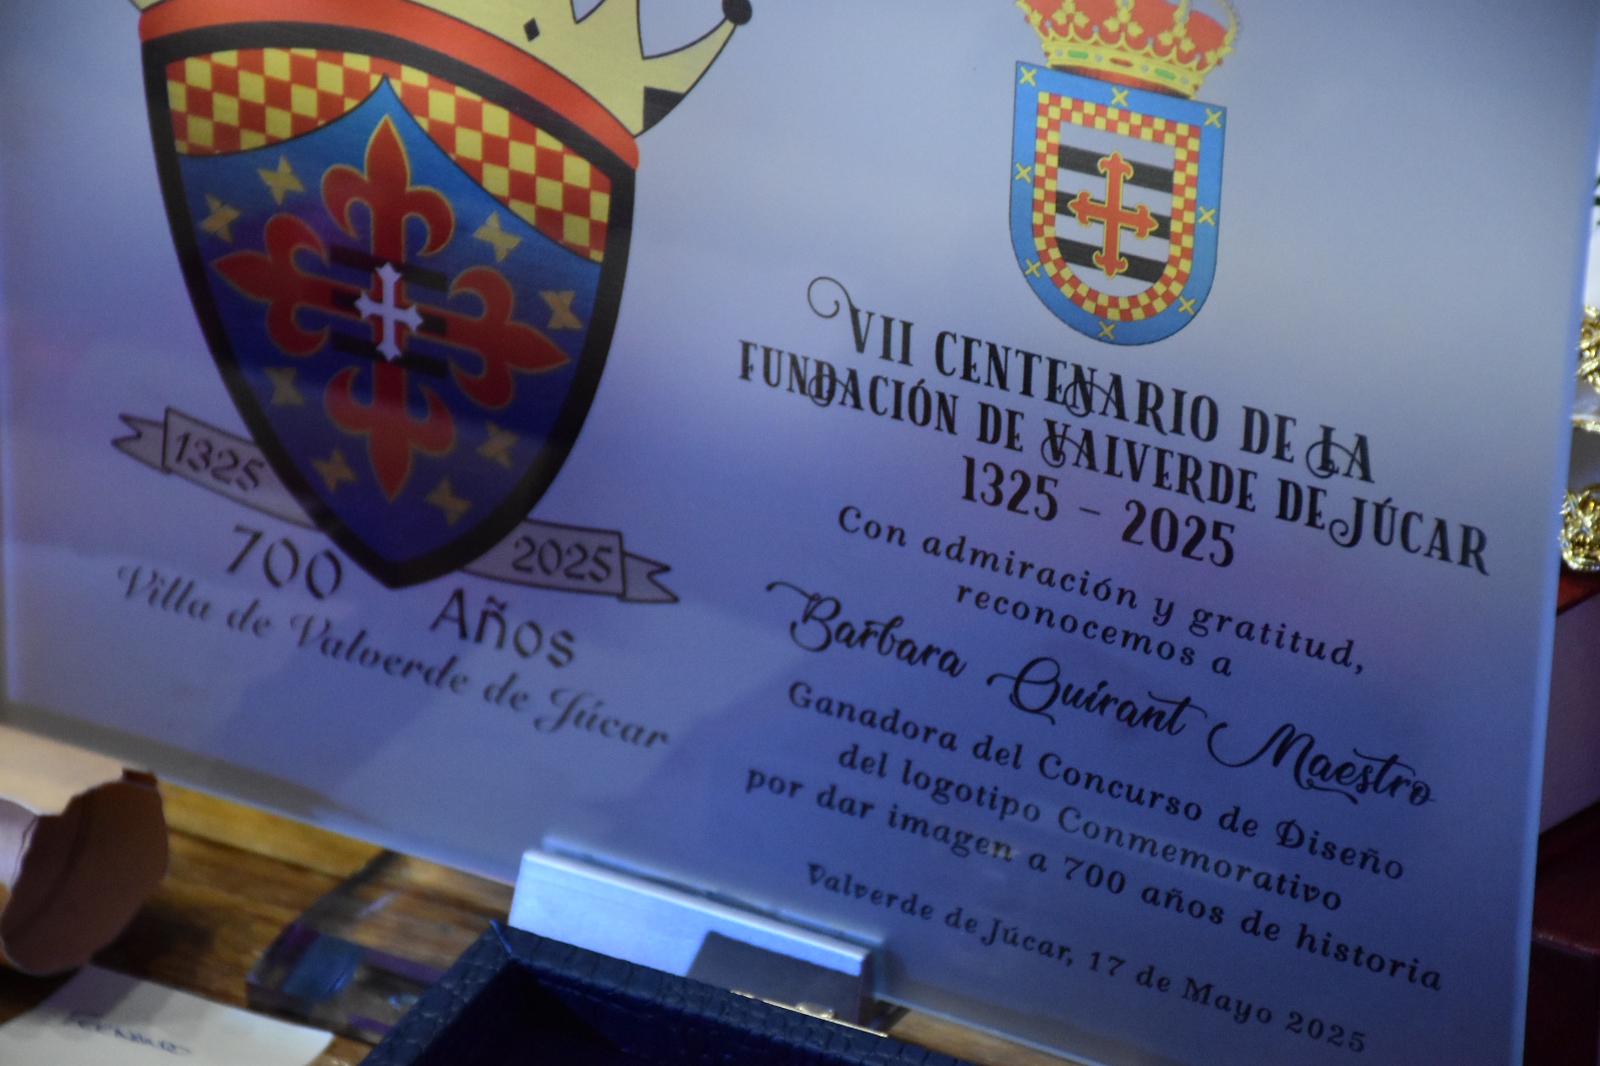 1325
2025
700 Años
Villa de Valverde de Júcar
VII CENTENARIO DE LA
FUNDACIÓN DE VALVERDE DE JÚCAR
1325 - 2025
Con admiración y gratitud,
reconocemos a
Barbara Quirant Maestro
Ganadora del Concurso de Diseño
del logotipo Conmemorativo
por dar imagen a 700 años de historia
Valverde de Júcar, 17 de Mayo 2025